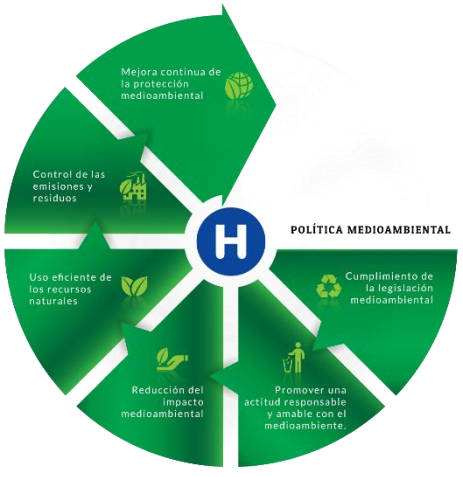 Mejora continua de
la protección
medioambiental
Control de las
emisiones y
residuos
H
POLÍTICA MEDIOAMBIENTAL
Uso eficiente de
los recursos
naturales
Cumplimiento de
la legislación
medioambiental
Reducción del
impacto
medioambiental
Promover una
actitud responsable
y amable con el
medioambiente.